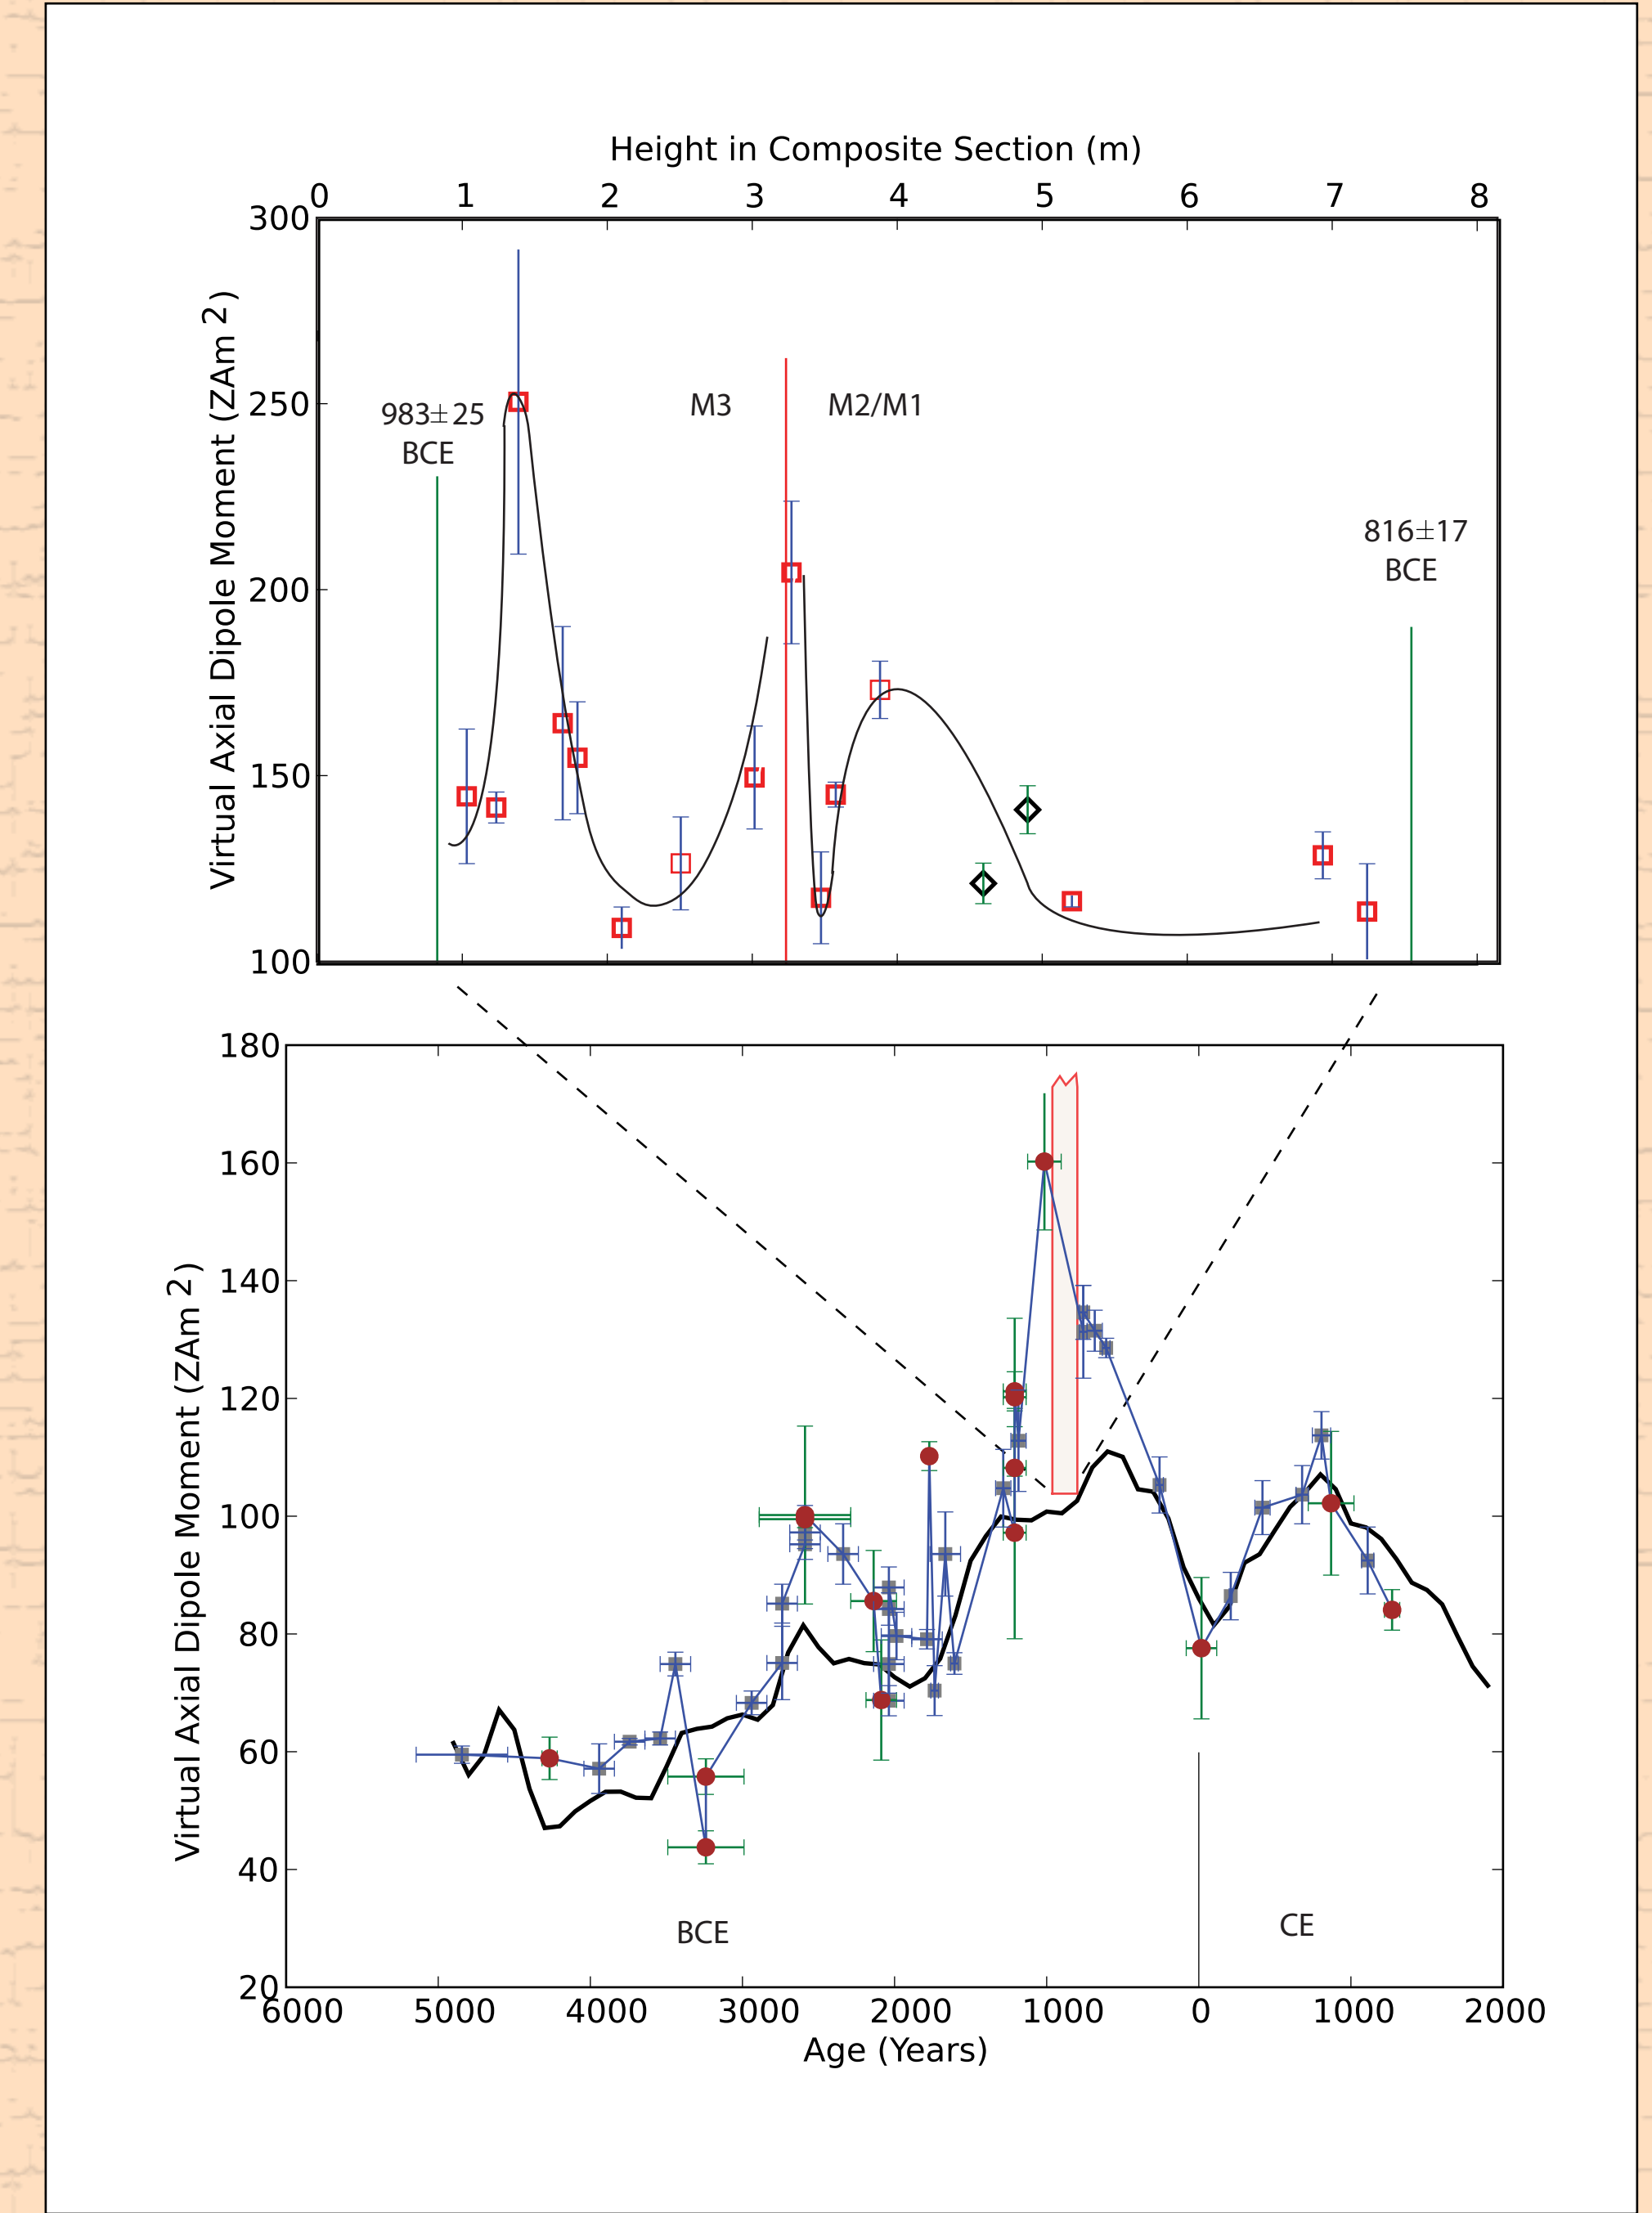 Height in Composite Section (m)
0 1 2 3 4 5 6 7 8
300
250
200
150
100
Virtual Axial Dipole Moment (ZAm 2 )
983±25
BCE
M3
M2/M1
816±17
BCE
180
160
140
120
100
80
60
40
20
Virtual Axial Dipole Moment (ZAm 2 )
BCE
CE
6000 5000 4000 3000 2000 1000 0 1000 2000
Age (Years)